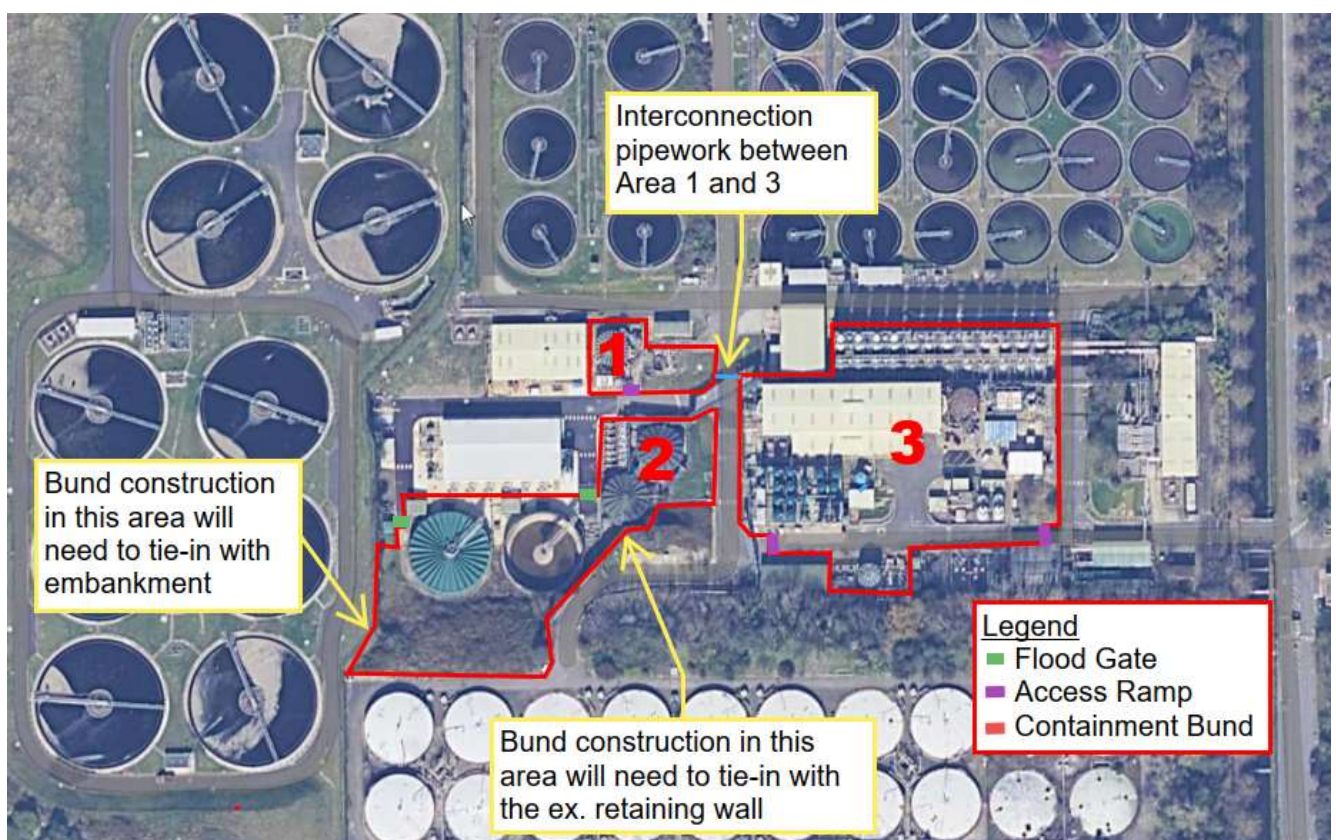 Interconnection
pipework between
Area 1 and 3
1
2
3
Bund construction
in this area will
need to tie-in with
embankment
Legend
Flood Gate
Access Ramp
Containment Bund
Bund construction in this
area will need to tie-in with
the ex. retaining wall